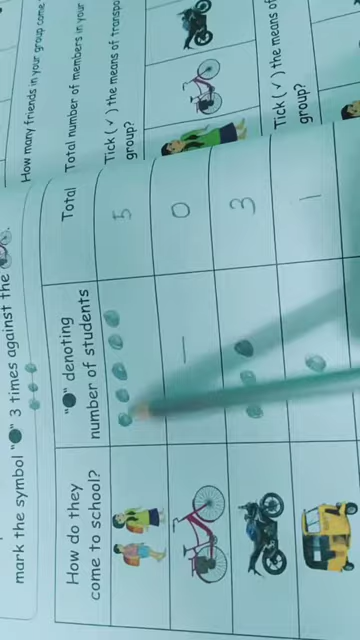 How many friends in your group come
Total number of members in your
Tick (✓) the means of transpo
group?
Tick (✓) the means of
group?
mark the symbol "●" 3 times against the
How do they
come to school?
"●" denoting
number of students
Total
5
— 0
3
1